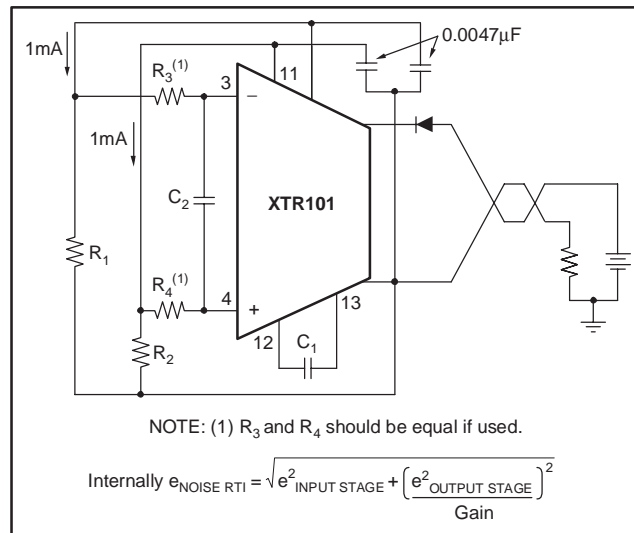 1mA
0.0047µF
R3(1)
3
−
11
1mA
C2
XTR101
R1
R4(1)
4
+
R2
12
13
C1
NOTE: (1) R3 and R4 should be equal if used.
Internally eNOISE RTI = √ e2INPUT STAGE + (e2OUTPUT STAGE / Gain)2